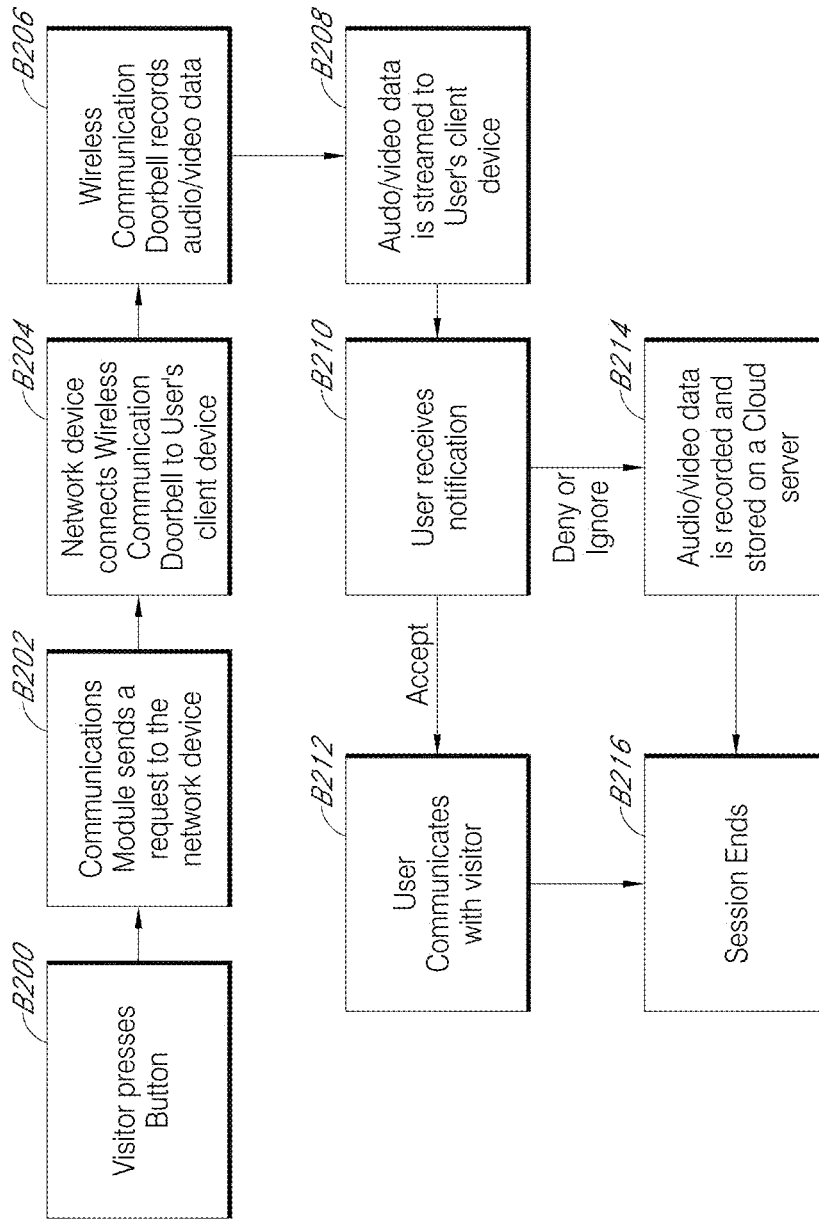 B200
Visitor presses
Button
B202
Communications
Module sends a
request to the
network device
B204
Network device
connects Wireless
Communication
Doorbell to User's
client device
B206
Wireless
Communication
Doorbell records
audio/video data
B208
Audo/video data
is streamed to
User's client
device
B210
User receives
notification
Accept
Deny or
Ignore
B212
User
Communicates
with visitor
B214
Audio/video data
is recorded and
stored on a Cloud
server
B216
Session Ends